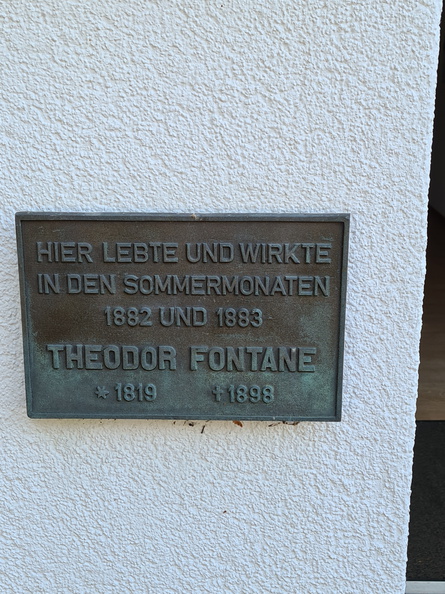 HIER LEBTE UND WIRKTE
IN DEN SOMMERMONATEN
1882 UND 1883
THEODOR FONTANE
* 1819 † 1898